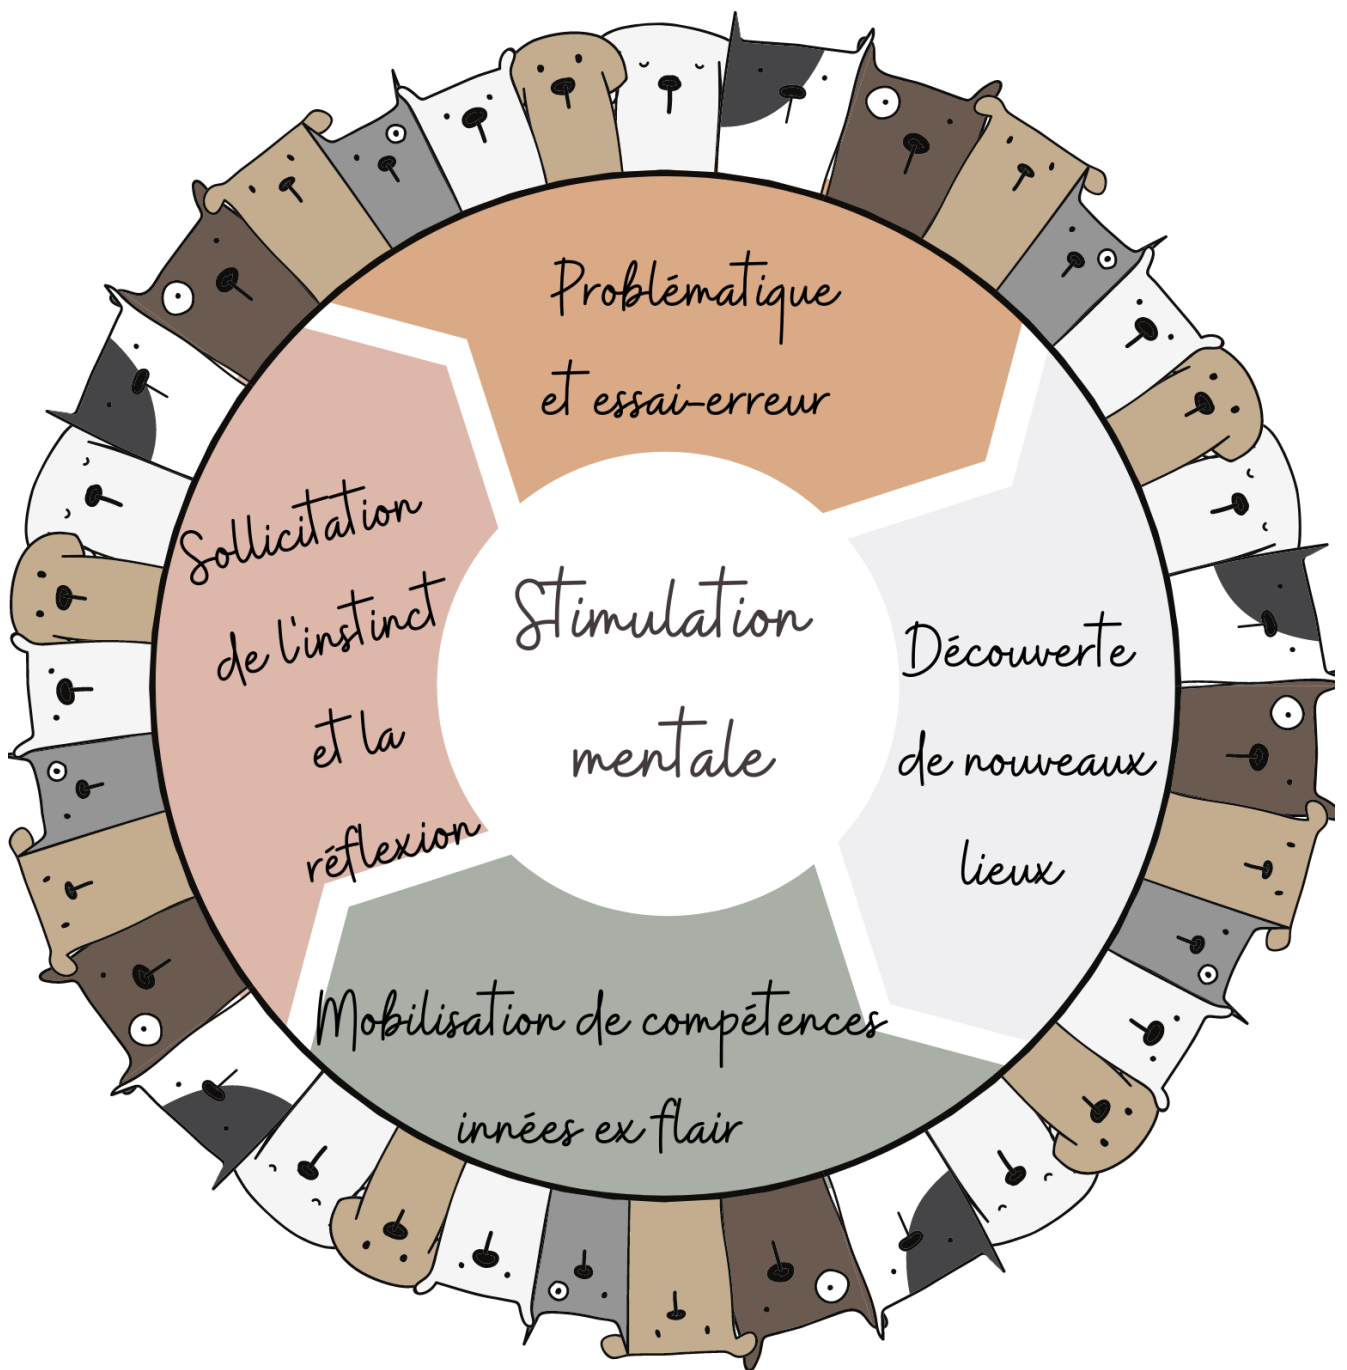 Problématique
et essai-erreur
Découverte
de nouveaux
lieux
Mobilisation de compétences
innées ex flair
Sollicitation
de l'instinct
et la
réflexion
Stimulation
mentale